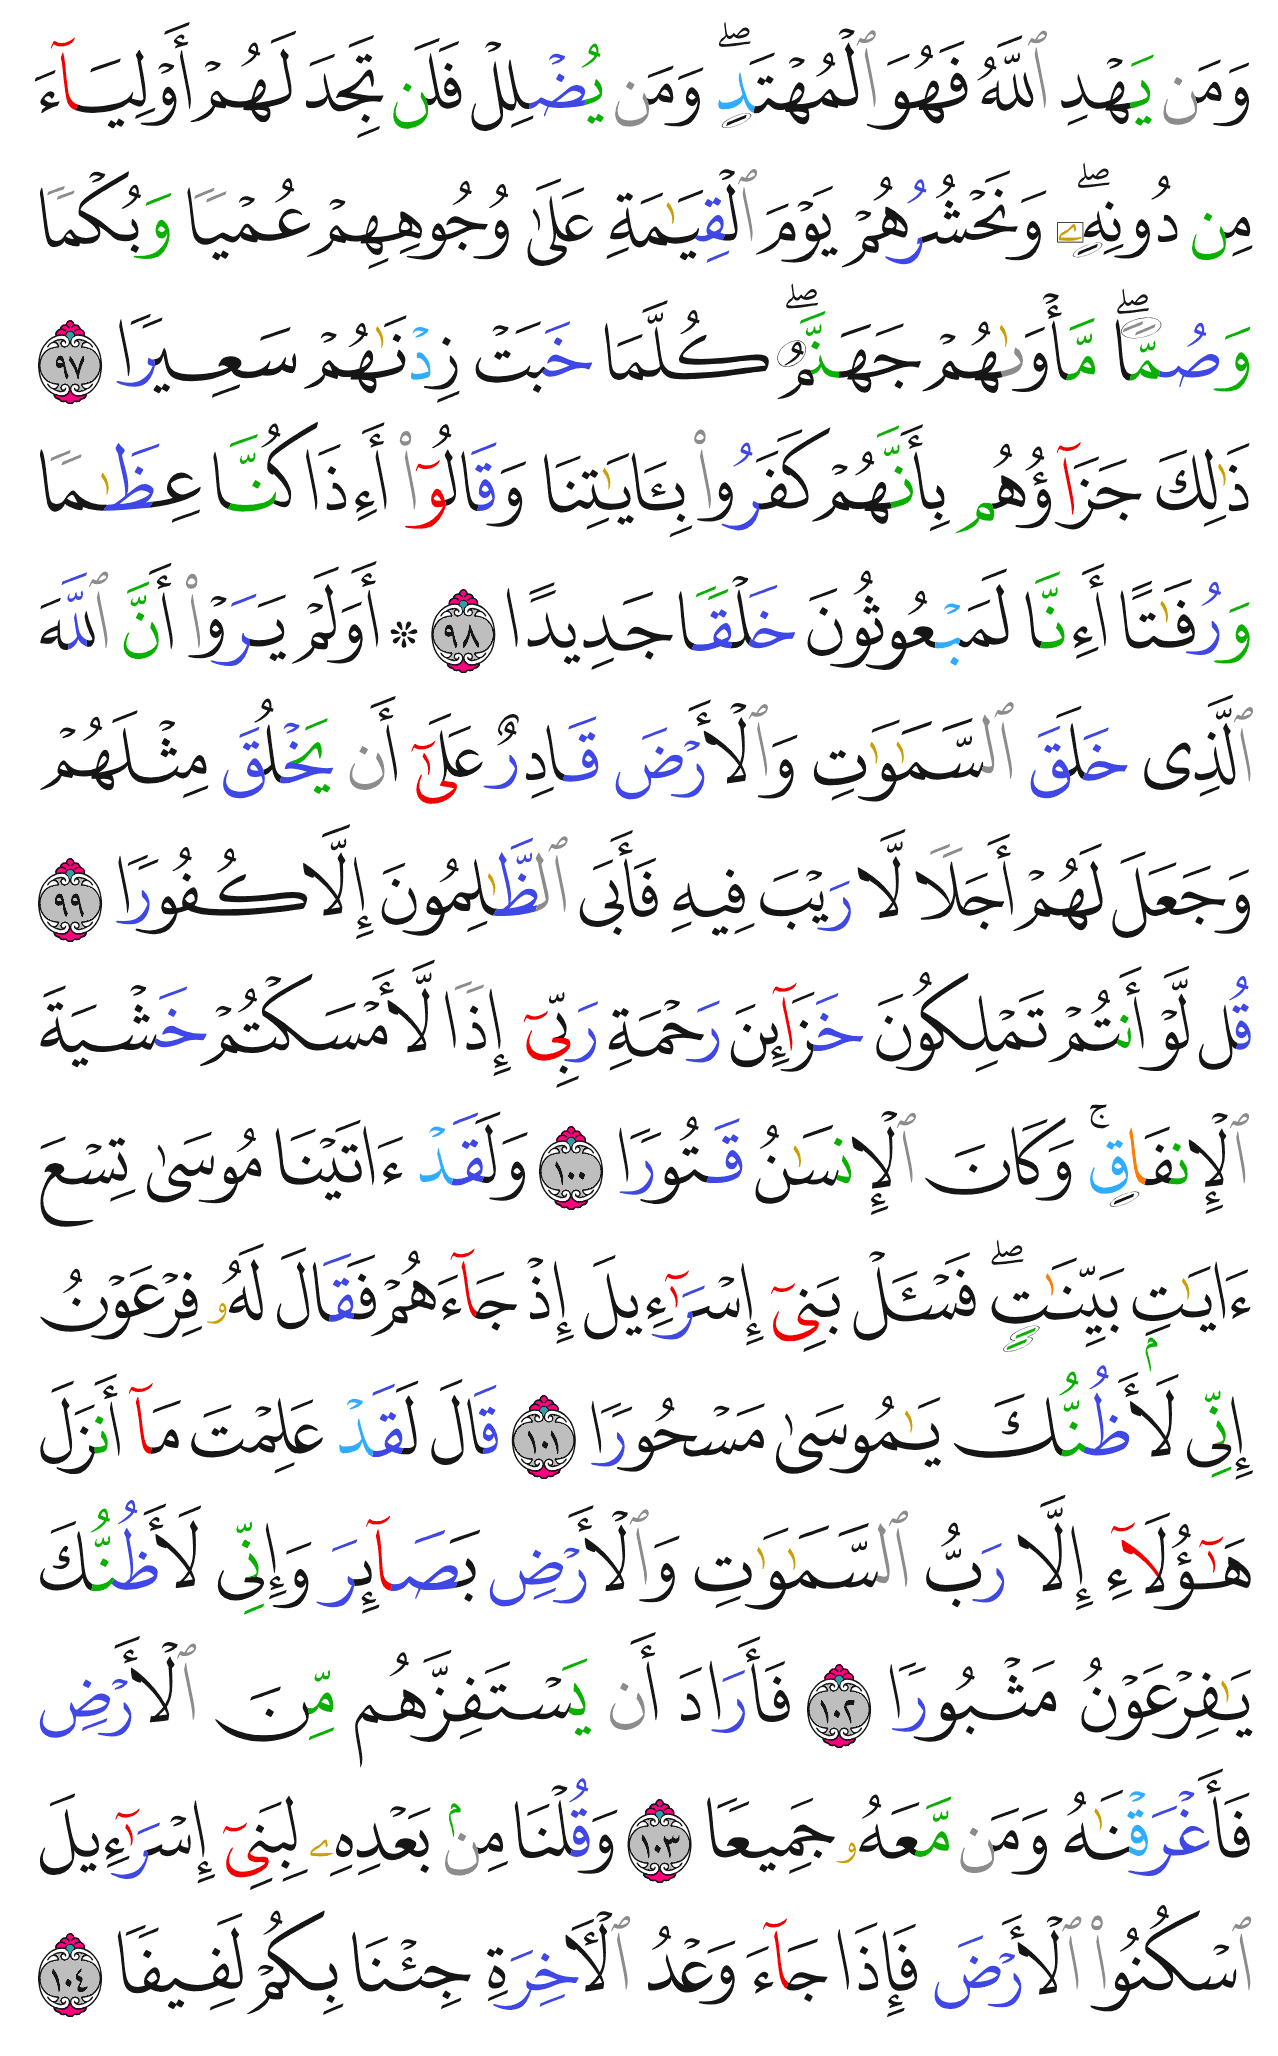 وَمَن يَهْدِ ٱللَّهُ فَهُوَ ٱلْمُهْتَدِ ۖ وَمَن يُضْلِلْ فَلَن تَجِدَ لَهُمْ أَوْلِيَآءَ
مِن دُونِهِۦ ۖ وَنَحْشُرُهُمْ يَوْمَ ٱلْقِيَـٰمَةِ عَلَىٰ وُجُوهِهِمْ عُمْيًا وَبُكْمًا
وَصُمًّا ۖ مَّأْوَىٰهُمْ جَهَنَّمُ ۖ كُلَّمَا خَبَتْ زِدْنَـٰهُمْ سَعِيرًا ٩٧
ذَٰلِكَ جَزَآؤُهُم بِأَنَّهُمْ كَفَرُوا۟ بِـَٔايَـٰتِنَا وَقَالُوٓا۟ أَءِذَا كُنَّا عِظَـٰمًا
وَرُفَـٰتًا أَءِنَّا لَمَبْعُوثُونَ خَلْقًا جَدِيدًا ٩٨ ۞ أَوَلَمْ يَرَوْا۟ أَنَّ ٱللَّهَ
ٱلَّذِى خَلَقَ ٱلسَّمَـٰوَٰتِ وَٱلْأَرْضَ قَادِرٌ عَلَىٰٓ أَن يَخْلُقَ مِثْلَهُمْ
وَجَعَلَ لَهُمْ أَجَلًا لَّا رَيْبَ فِيهِ فَأَبَى ٱلظَّـٰلِمُونَ إِلَّا كُفُورًا ٩٩
قُل لَّوْ أَنتُمْ تَمْلِكُونَ خَزَآئِنَ رَحْمَةِ رَبِّىٓ إِذًا لَّأَمْسَكْتُمْ خَشْيَةَ
ٱلْإِنفَاقِ ۚ وَكَانَ ٱلْإِنسَـٰنُ قَتُورًا ١٠٠ وَلَقَدْ ءَاتَيْنَا مُوسَىٰ تِسْعَ
ءَايَـٰتٍۭ بَيِّنَـٰتٍ ۖ فَسْـَٔلْ بَنِىٓ إِسْرَٰٓءِيلَ إِذْ جَآءَهُمْ فَقَالَ لَهُۥ فِرْعَوْنُ
إِنِّى لَأَظُنُّكَ يَـٰمُوسَىٰ مَسْحُورًا ١٠١ قَالَ لَقَدْ عَلِمْتَ مَآ أَنزَلَ
هَـٰٓؤُلَآءِ إِلَّا رَبُّ ٱلسَّمَـٰوَٰتِ وَٱلْأَرْضِ بَصَآئِرَ وَإِنِّى لَأَظُنُّكَ
يَـٰفِرْعَوْنُ مَثْبُورًا ١٠٢ فَأَرَادَ أَن يَسْتَفِزَّهُم مِّنَ ٱلْأَرْضِ
فَأَغْرَقْنَـٰهُ وَمَن مَّعَهُۥ جَمِيعًا ١٠٣ وَقُلْنَا مِنۢ بَعْدِهِۦ لِبَنِىٓ إِسْرَٰٓءِيلَ
ٱسْكُنُوا۟ ٱلْأَرْضَ فَإِذَا جَآءَ وَعْدُ ٱلْـَٔاخِرَةِ جِئْنَا بِكُمْ لَفِيفًا ١٠٤